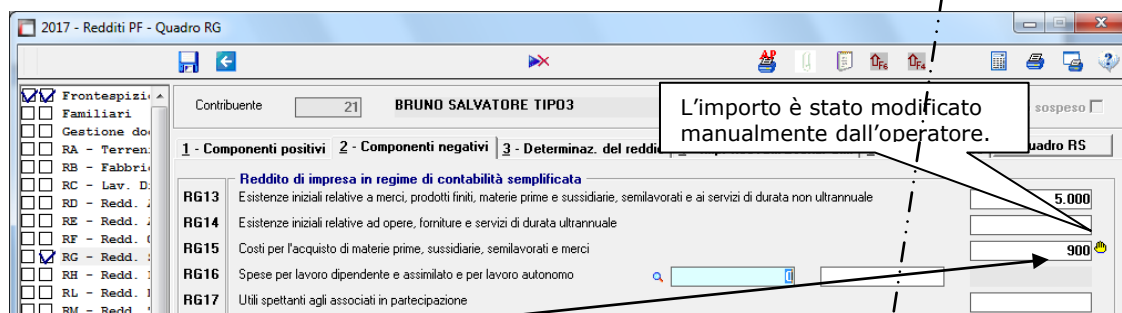 2017 - Redditi PF - Quadro RG
AP
F6
F4
Frontespizi
Familiari
Gestione do
RA - Terren
RB - Fabbri
RC - Lav. D
RD - Redd.
RE - Redd.
RF - Redd.
RG - Redd.
RH - Redd.
RL - Redd.
RM - Redd.
Contribuente 21 BRUNO SALVATORE TIPO3
sospeso
L'importo è stato modificato
manualmente dall'operatore.
1 - Componenti positivi 2 - Componenti negativi 3 - Determinaz. del reddi
uadro RS
Reddito di impresa in regime di contabilità semplificata
RG13 Esistenze iniziali relative a merci, prodotti finiti, materie prime e sussidiarie, semilavorati e ai servizi di durata non ultrannuale 5.000
RG14 Esistenze iniziali relative ad opere, forniture e servizi di durata ultrannuale
RG15 Costi per l'acquisto di materie prime, sussidiarie, semilavorati e merci 900
RG16 Spese per lavoro dipendente e assimilato e per lavoro autonomo
RG17 Utili spettanti agli associati in partecipazione